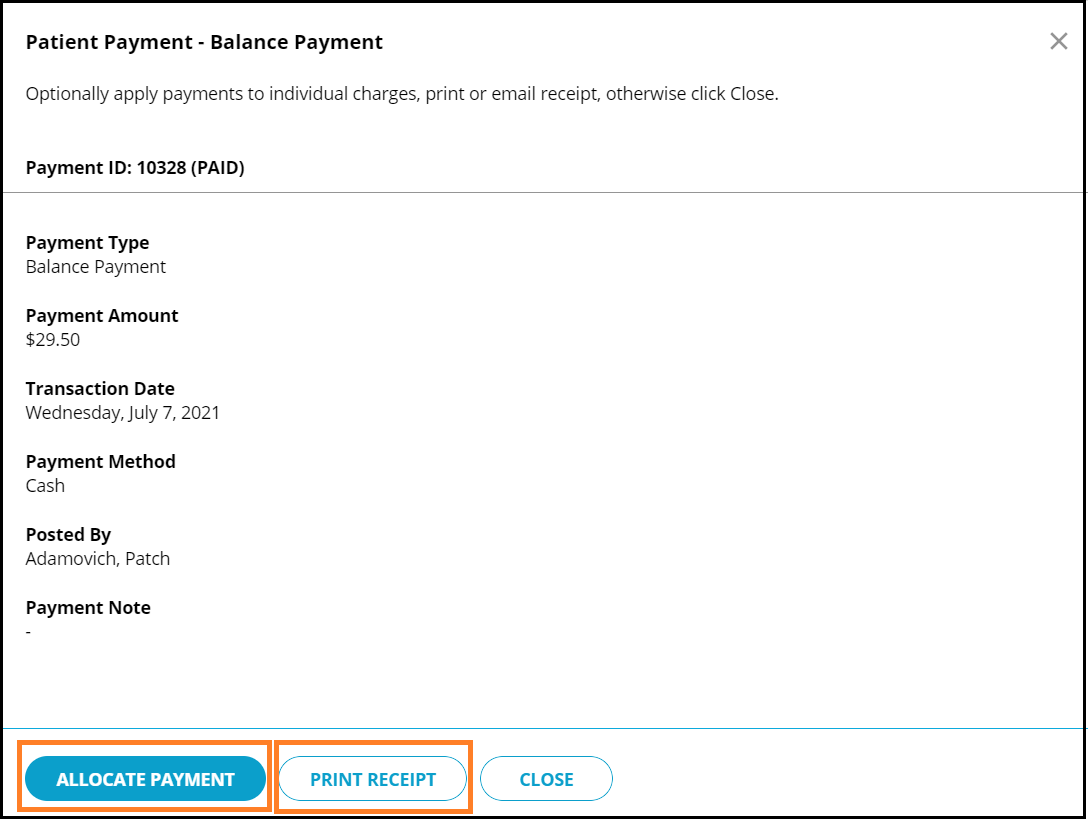 Patient Payment - Balance Payment
Optionally apply payments to individual charges, print or email receipt, otherwise click Close.
Payment ID: 10328 (PAID)
Payment Type
Balance Payment
Payment Amount
$29.50
Transaction Date
Wednesday, July 7, 2021
Payment Method
Cash
Posted By
Adamovich, Patch
Payment Note
-
ALLOCATE PAYMENT PRINT RECEIPT CLOSE